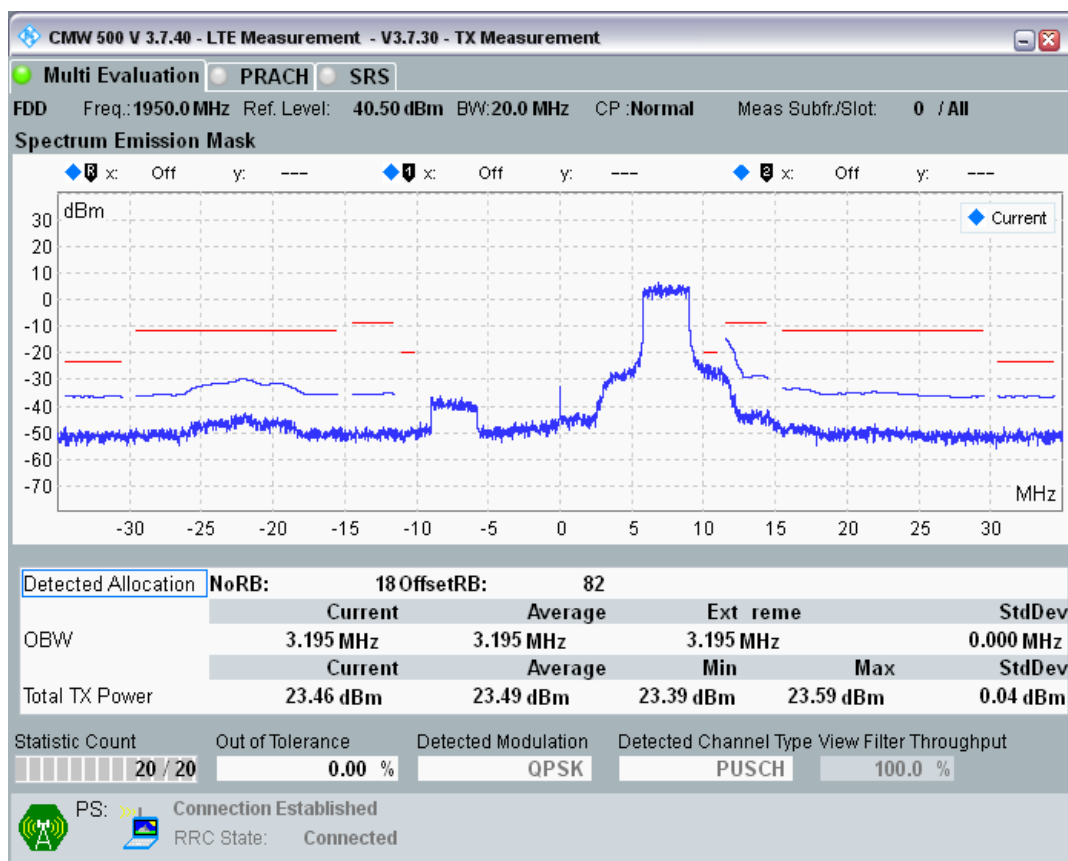 CMW 500 V 3.7.40 - LTE Measurement - V3.7.30 - TX Measurement
Multi Evaluation PRACH SRS
FDD Freq.: 1950.0 MHz Ref. Level: 40.50 dBm BW: 20.0 MHz CP : Normal Meas Subfr./Slot: 0 / All
Spectrum Emission Mask
R x: Off y: --- 1 x: Off y: --- 2 x: Off y: ---
dBm
Current
30
20
10
0
-10
-20
-30
-40
-50
-60
-70
MHz
-30 -25 -20 -15 -10 -5 0 5 10 15 20 25 30
Detected Allocation NoRB: 18 OffsetRB: 82
Current Average Ext reme StdDev
OBW 3.195 MHz 3.195 MHz 3.195 MHz 0.000 MHz
Current Average Min Max StdDev
Total TX Power 23.46 dBm 23.49 dBm 23.39 dBm 23.59 dBm 0.04 dBm
Statistic Count Out of Tolerance Detected Modulation Detected Channel Type View Filter Throughput
20 / 20 0.00 % QPSK PUSCH 100.0 %
PS: Connection Established
RRC State: Connected